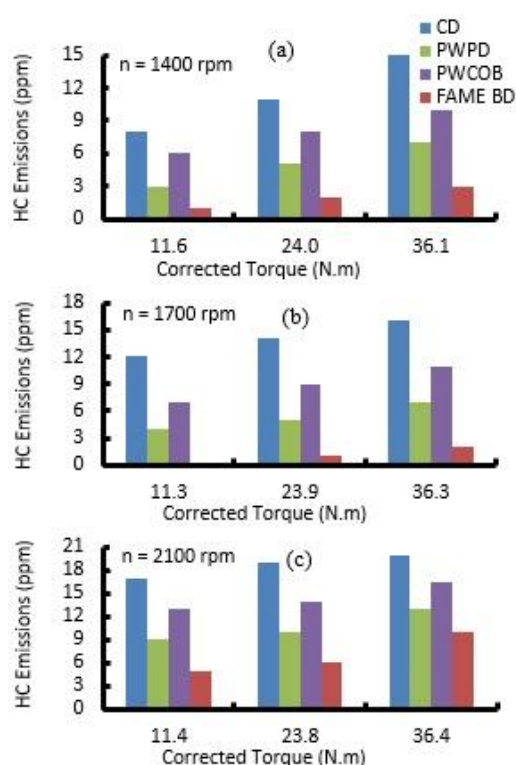 CD
PWPD
PWCOB
FAME BD
(a)
n = 1400 rpm
HC Emissions (ppm)
15
12
9
6
3
0
11.6 24.0 36.1
Corrected Torque (N.m)
(b)
n = 1700 rpm
HC Emissions (ppm)
18
15
12
9
6
3
0
11.3 23.9 36.3
Corrected Torque (N.m)
(c)
n = 2100 rpm
HC Emissions (ppm)
21
18
15
12
9
6
3
0
11.4 23.8 36.4
Corrected Torque (N.m)